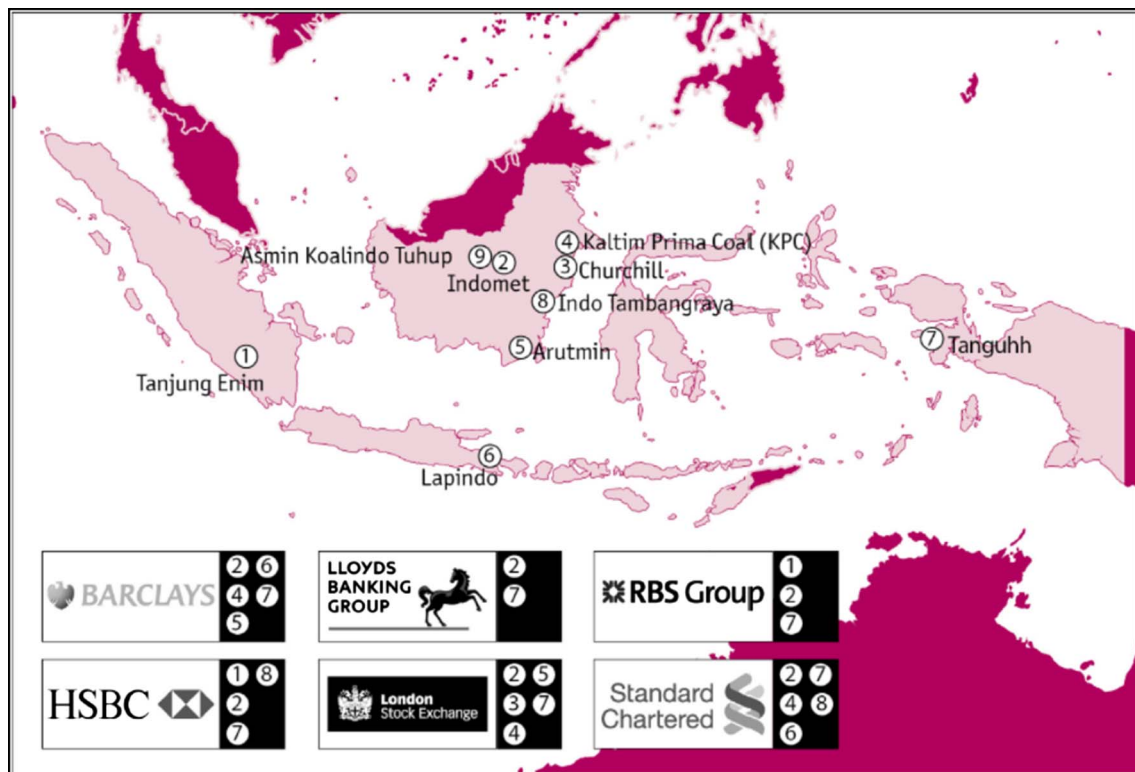 ④ Kaltim Prima Coal (KPC)
Asmin Koalindo Tuhup ⑨ ②
③ Churchill
Indomet
⑧ Indo Tambangraya
⑦ Tanguhh
⑤ Arutmin
①
Tanjung Enim
⑥
Lapindo
BARCLAYS
② ⑥
④ ⑦
⑤
LLOYDS
BANKING
GROUP
②
⑦
RBS Group
①
②
⑦
HSBC
① ⑧
②
⑦
London
Stock Exchange
② ⑤
③ ⑦
④
Standard
Chartered
② ⑦
④ ⑧
⑥